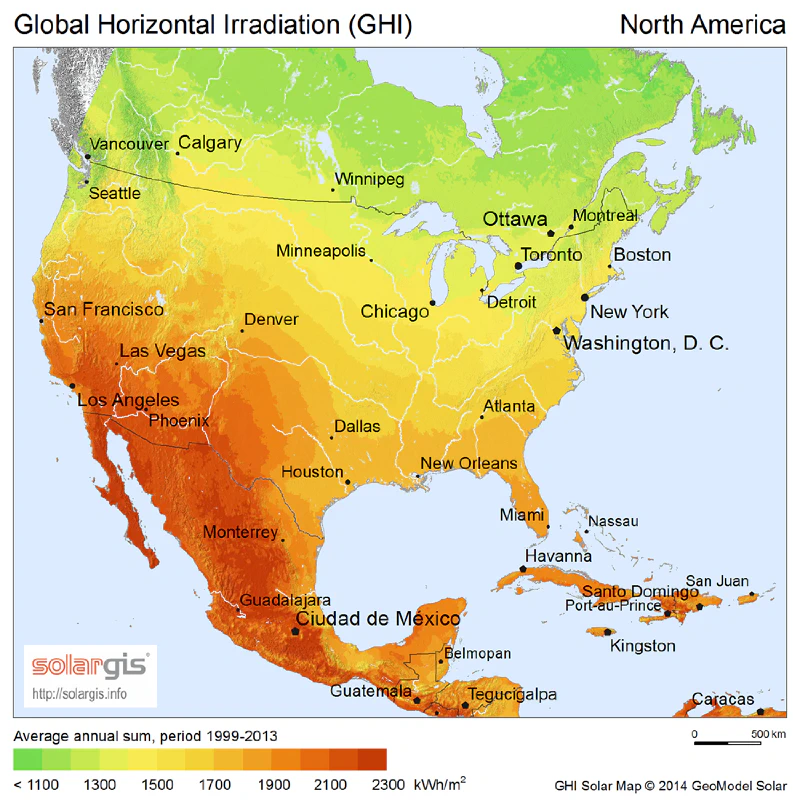 Global Horizontal Irradiation (GHI) North America
Vancouver Calgary
Seattle
Winnipeg
Ottawa Montreal
Minneapolis Toronto Boston
San Francisco Chicago Detroit New York
Denver
Las Vegas Washington, D. C.
Los Angeles Atlanta
Phoenix Dallas
Houston New Orleans
Miami Nassau
Monterrey Havanna
San Juan
Santo Domingo
Guadalajara Port-au-Prince
Ciudad de México
Kingston
Belmopan
Guatemala Tegucigalpa
Caracas
solargis
http://solargis.info
Average annual sum, period 1999-2013
0 500 km
< 1100 1300 1500 1700 1900 2100 2300 kWh/m²
GHI Solar Map © 2014 GeoModel Solar